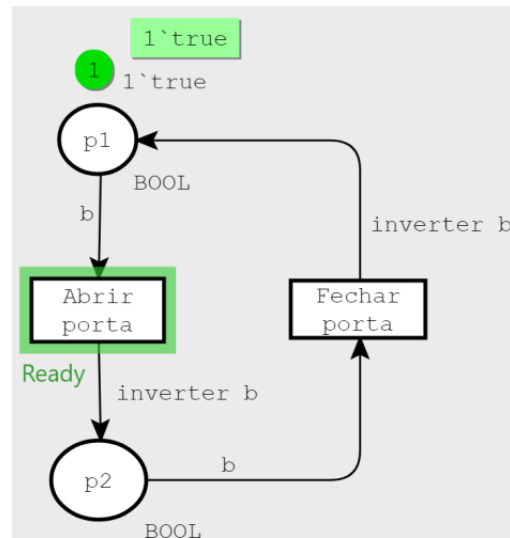 1`true
1
1`true
p1
BOOL
b
inverter b
Abrir
porta
Fechar
porta
Ready
inverter b
b
p2
BOOL